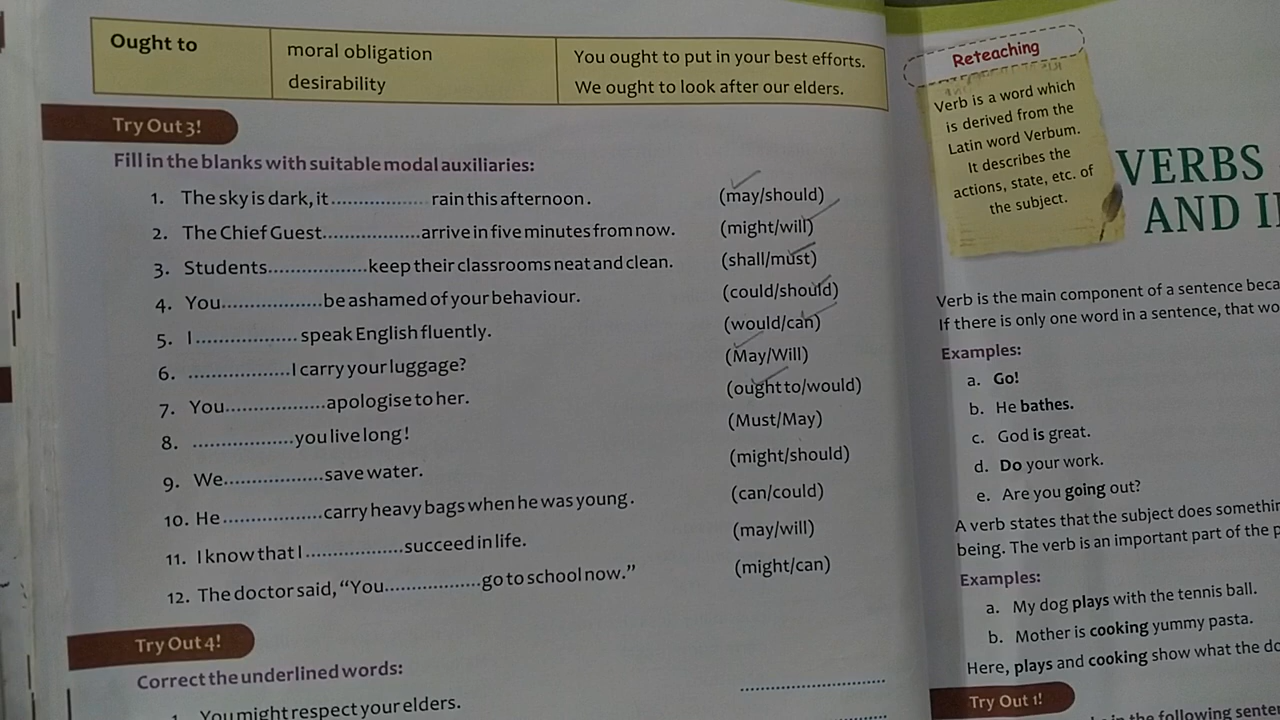 Ought to
moral obligation
desirability
You ought to put in your best efforts.
We ought to look after our elders.
Try Out 3!
Fill in the blanks with suitable modal auxiliaries:
1. The sky is dark, it .................. rain this afternoon. (may/should)
2. The Chief Guest.................. arrive in five minutes from now. (might/will)
3. Students.................. keep their classrooms neat and clean. (shall/must)
4. You.................. be ashamed of your behaviour. (could/should)
5. I .................. speak English fluently. (would/can)
6. .................. I carry your luggage? (May/Will)
7. You.................. apologise to her. (ought to/would)
8. .................. you live long! (Must/May)
9. We.................. save water. (might/should)
10. He .................. carry heavy bags when he was young. (can/could)
11. I know that I .................. succeed in life. (may/will)
12. The doctor said, “You.................. go to school now.” (might/can)
Try Out 4!
Correct the underlined words:
1. You might respect your elders. ..................
Reteaching
Verb is a word which
is derived from the
Latin word Verbum.
It describes the
actions, state, etc. of
the subject.
VERBS
AND
Verb is the main component of a sentence
If there is only one word in a sentence, that
Examples:
a. Go!
b. He bathes.
c. God is great.
d. Do your work.
e. Are you going out?
A verb states that the subject does
being. The verb is an important part of the
Examples:
a. My dog plays with the tennis ball.
b. Mother is cooking yummy pasta.
Here, plays and cooking show what the
Try Out 1!
in the following